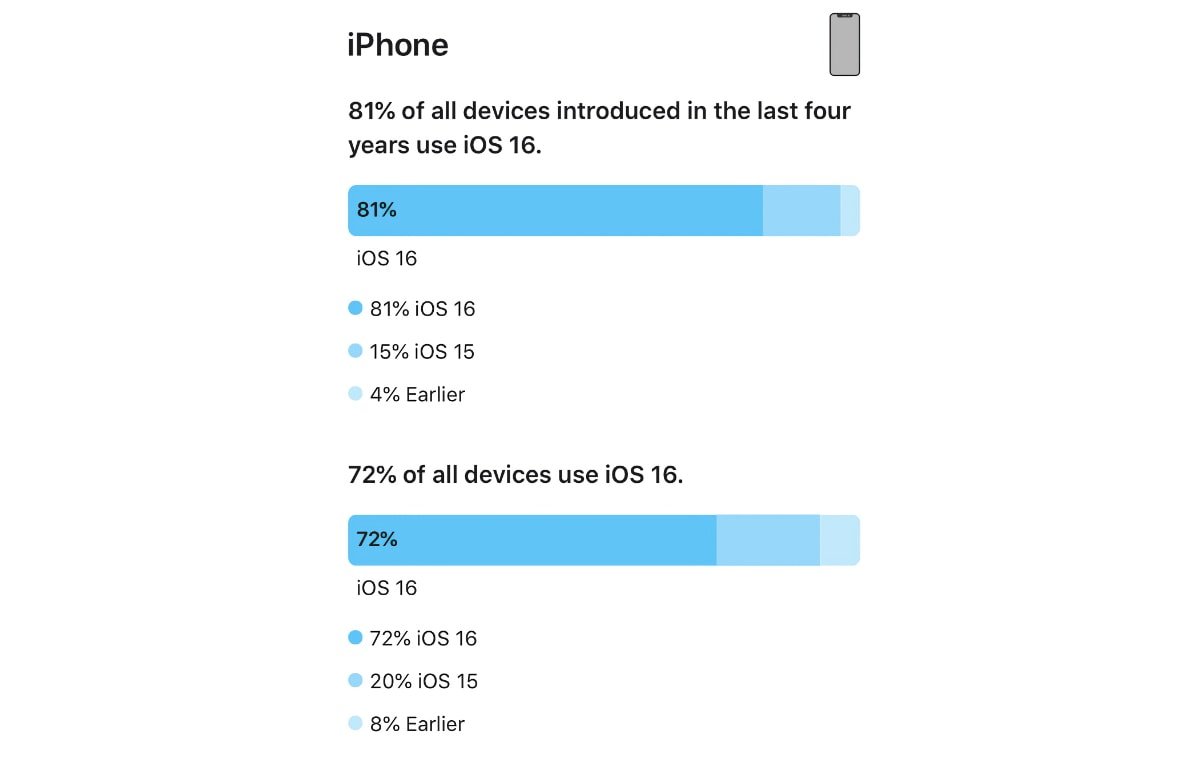 iPhone
81% of all devices introduced in the last four
years use iOS 16.
81%
iOS 16
81% iOS 16
15% iOS 15
4% Earlier
72% of all devices use iOS 16.
72%
iOS 16
72% iOS 16
20% iOS 15
8% Earlier